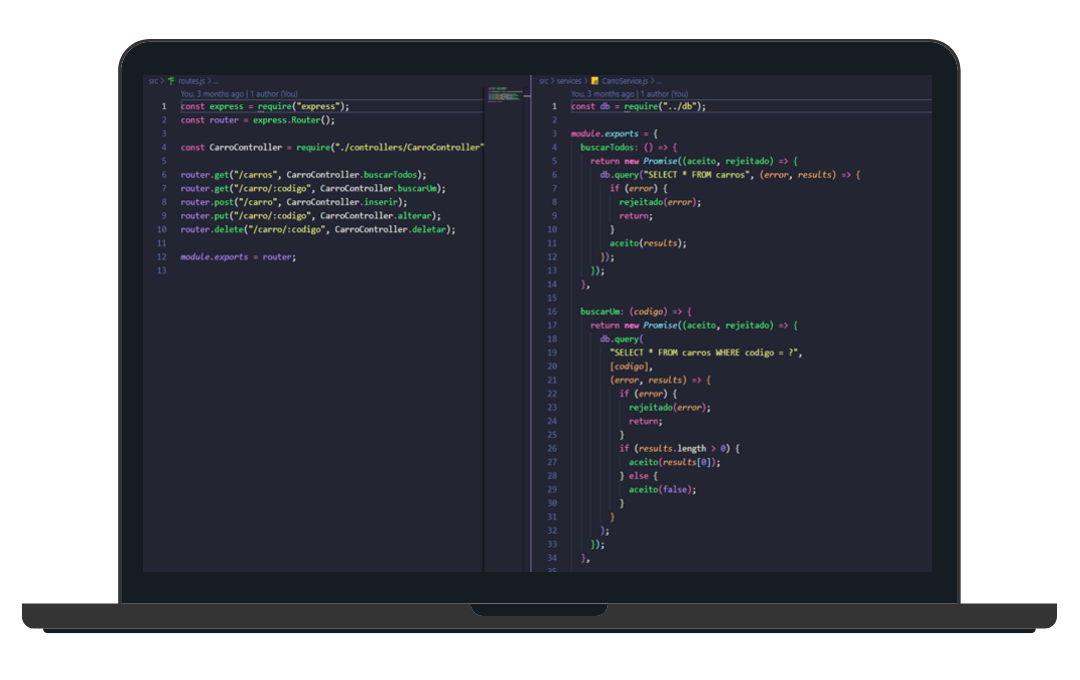 src > routes.js > ...
You, 3 months ago | 1 author (You)
1 const express = require("express");
2 const router = express.Router();
3
4 const CarroController = require("./controllers/CarroController"
5
6 router.get("/carros", CarroController.buscarTodos);
7 router.get("/carro/:codigo", CarroController.buscarUm);
8 router.post("/carro", CarroController.inserir);
9 router.put("/carro/:codigo", CarroController.alterar);
10 router.delete("/carro/:codigo", CarroController.deletar);
11
12 module.exports = router;
13
src > services > CarroService.js > ...
You, 3 months ago | 1 author (You)
1 const db = require("../db");
2
3 module.exports = {
4 buscarTodos: () => {
5 return new Promise((aceito, rejeitado) => {
6 db.query("SELECT * FROM carros", (error, results) => {
7 if (error) {
8 rejeitado(error);
9 return;
10 }
11 aceito(results);
12 });
13 });
14 },
15
16 buscarUm: (codigo) => {
17 return new Promise((aceito, rejeitado) => {
18 db.query(
19 "SELECT * FROM carros WHERE codigo = ?",
20 [codigo],
21 (error, results) => {
22 if (error) {
23 rejeitado(error);
24 return;
25 }
26 if (results.length > 0) {
27 aceito(results[0]);
28 } else {
29 aceito(false);
30 }
31 }
32 );
33 });
34 },
35